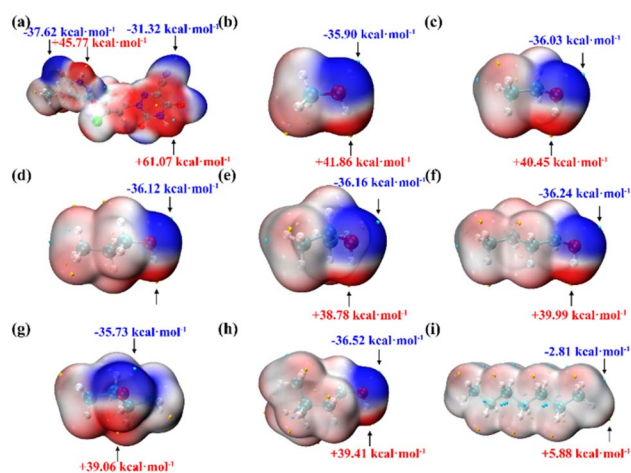 (a)
-37.62 kcal·mol⁻¹
+45.77 kcal·mol⁻¹
-31.32 kcal·mol⁻¹
+61.07 kcal·mol⁻¹
(b)
-35.90 kcal·mol⁻¹
+41.86 kcal·mol⁻¹
(c)
-36.03 kcal·mol⁻¹
+40.45 kcal·mol⁻¹
(d)
-36.12 kcal·mol⁻¹
(e)
-36.16 kcal·mol⁻¹
+38.78 kcal·mol⁻¹
(f)
-36.24 kcal·mol⁻¹
+39.99 kcal·mol⁻¹
(g)
-35.73 kcal·mol⁻¹
+39.06 kcal·mol⁻¹
(h)
-36.52 kcal·mol⁻¹
+39.41 kcal·mol⁻¹
(i)
-2.81 kcal·mol⁻¹
+5.88 kcal·mol⁻¹